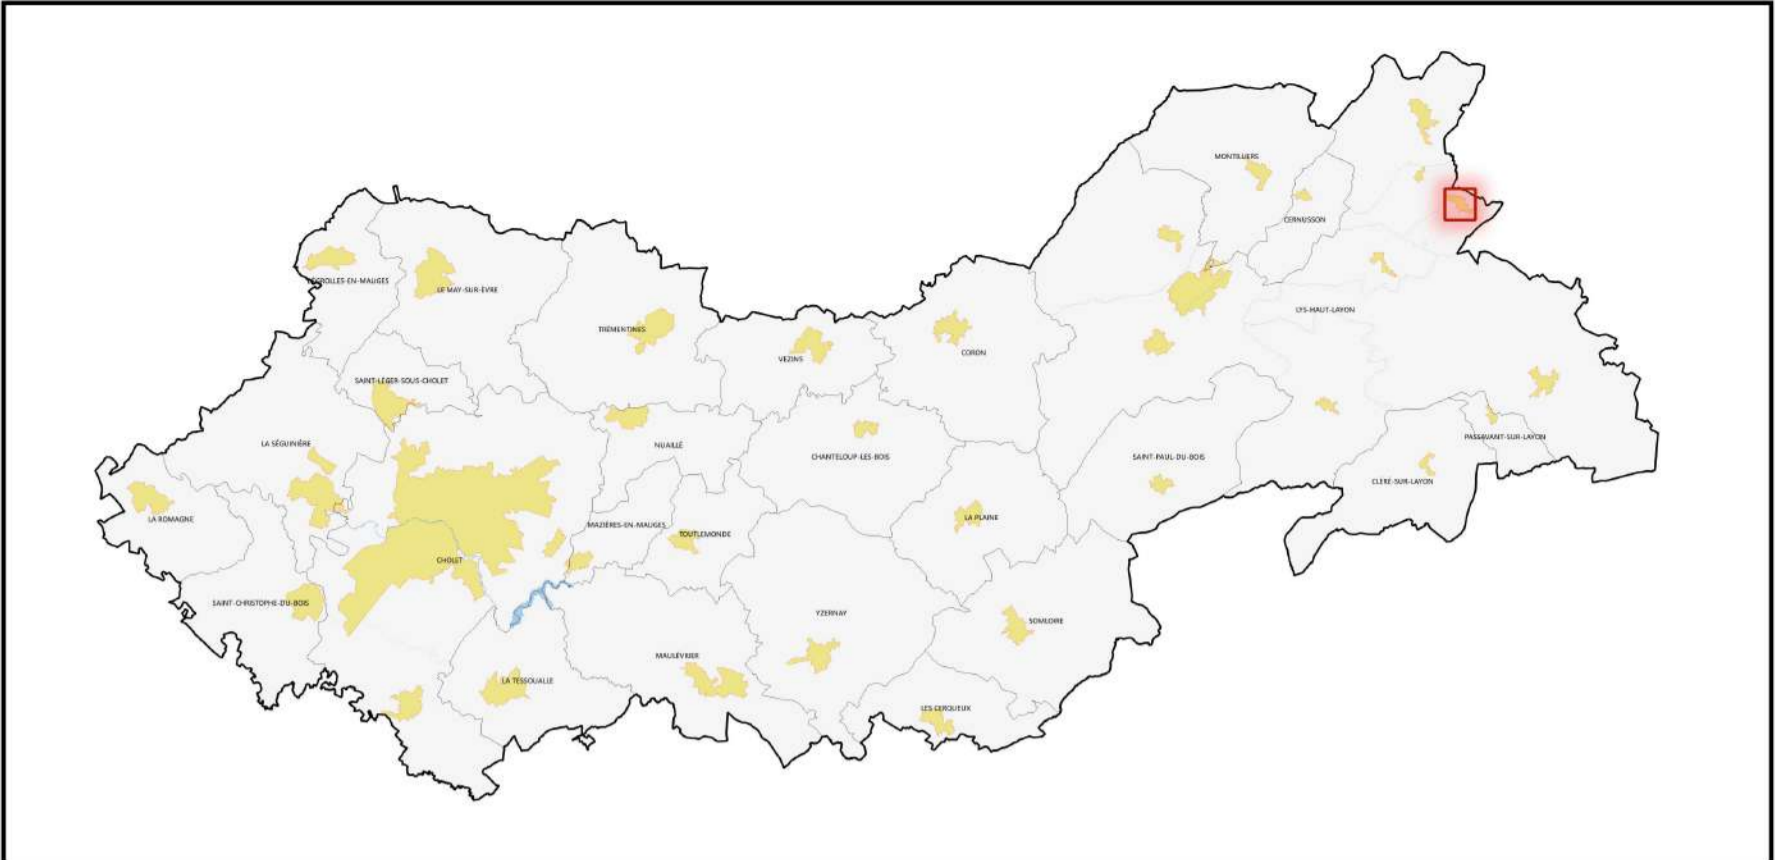 MONTILLIERS
CERNUSSON
BÉGROLLES-EN-MAUGES
LE MAY-SUR-ÈVRE
LYS-HAUT-LAYON
TRÉMENTINES
VEZINS
CORON
SAINT-LÉGER-SOUS-CHOLET
LA SÉGUINIÈRE
NUAILLÉ
CHANTELOUP-LES-BOIS
SAINT-PAUL-DU-BOIS
PASSAVANT-SUR-LAYON
CLÉRÉ-SUR-LAYON
LA ROMAGNE
LA PLAINE
MAZIÈRES-EN-MAUGES
TOUTLEMONDE
CHOLET
SAINT-CHRISTOPHE-DU-BOIS
YZERNAY
SOMLOIRE
MAULÉVRIER
LA TESSOUALLE
LES CERQUEUX